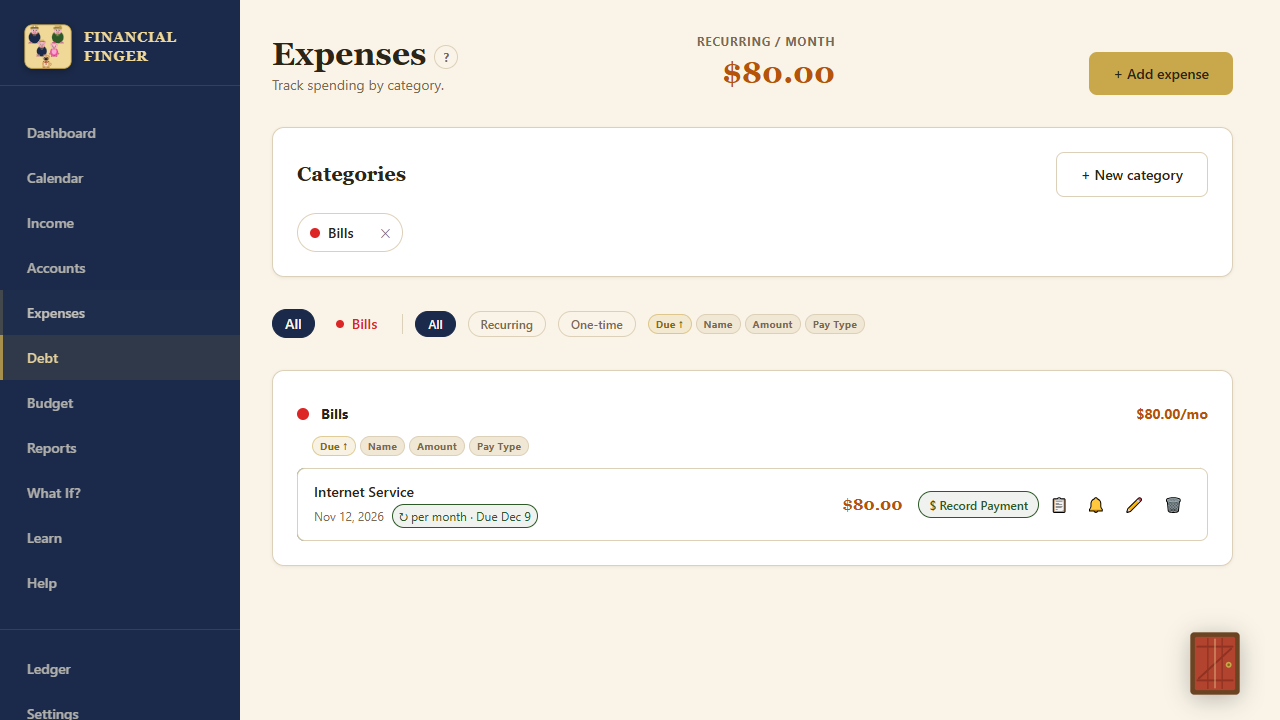 FINANCIAL
FINGER
Dashboard
Calendar
Income
Accounts
Expenses
Debt
Budget
Reports
What If?
Learn
Help
Ledger
Settings
Expenses ?
Track spending by category.
RECURRING / MONTH
$80.00
+ Add expense
Categories
+ New category
Bills ×
All Bills All Recurring One-time Due ↑ Name Amount Pay Type
Bills $80.00/mo
Due ↑ Name Amount Pay Type
Internet Service
Nov 12, 2026 ↻ per month · Due Dec 9
$80.00 $ Record Payment